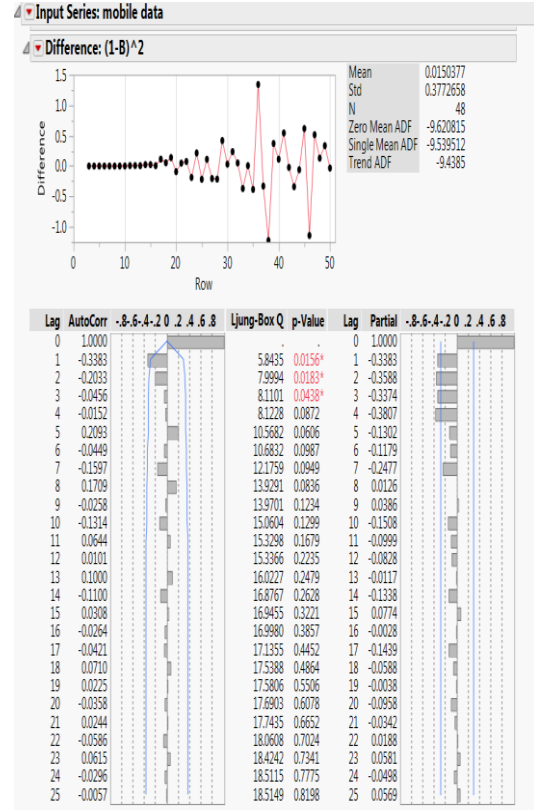 Input Series: mobile data
Difference: (1-B)^2
Mean 0.0150377
Std 0.3772658
N 48
Zero Mean ADF -9.620815
Single Mean ADF -9.539512
Trend ADF -9.4385
Difference
1.5
1.0
0.5
0.0
-0.5
-1.0
0 10 20 30 40 50
Row
Lag AutoCorr -.8-.6-.4-.2 0 .2 .4 .6 .8 Ljung-Box Q p-Value Lag Partial -.8-.6-.4-.2 0 .2 .4 .6 .8
0 1.0000 . . 0 1.0000
1 -0.3383 5.8435 0.0156* 1 -0.3383
2 -0.2033 7.9994 0.0183* 2 -0.3588
3 -0.0456 8.1101 0.0438* 3 -0.3374
4 -0.0152 8.1228 0.0872 4 -0.3807
5 0.2093 10.5682 0.0606 5 -0.1302
6 -0.0449 10.6832 0.0987 6 -0.1179
7 -0.1597 12.1759 0.0949 7 -0.2477
8 0.1709 13.9291 0.0836 8 0.0126
9 -0.0258 13.9701 0.1234 9 0.0386
10 -0.1314 15.0604 0.1299 10 -0.1508
11 0.0644 15.3298 0.1679 11 -0.0999
12 0.0101 15.3366 0.2235 12 -0.0828
13 0.1000 16.0227 0.2479 13 -0.0117
14 -0.1100 16.8767 0.2628 14 -0.1338
15 0.0308 16.9455 0.3221 15 0.0774
16 -0.0264 16.9980 0.3857 16 -0.0028
17 -0.0421 17.1355 0.4452 17 -0.1439
18 0.0710 17.5388 0.4864 18 -0.0588
19 0.0225 17.5806 0.5506 19 -0.0038
20 -0.0358 17.6903 0.6078 20 -0.0958
21 0.0244 17.7435 0.6652 21 -0.0342
22 -0.0586 18.0608 0.7024 22 0.0188
23 0.0615 18.4242 0.7341 23 0.0581
24 -0.0296 18.5115 0.7775 24 -0.0498
25 -0.0057 18.5149 0.8198 25 0.0569